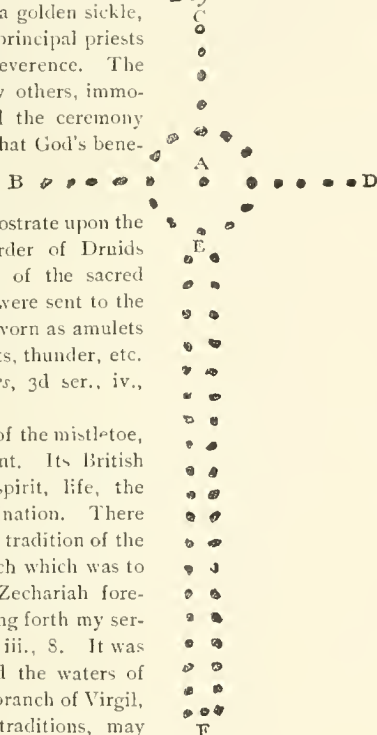 a golden sickle,
C
principal priests
everence. The
y others, immo-
l the ceremony
hat God's bene-
A
B
D
ostrate upon the
rder of Druids
E
of the sacred
were sent to the
worn as amulets
ts, thunder, etc.
s, 3d ser., iv.,
of the mistletoe,
nt. Its British
spirit, life, the
nation. There
tradition of the
ch which was to
Zechariah fore-
ng forth my ser-
iii., 8. It was
d the waters of
branch of Virgil,
traditions, may
F